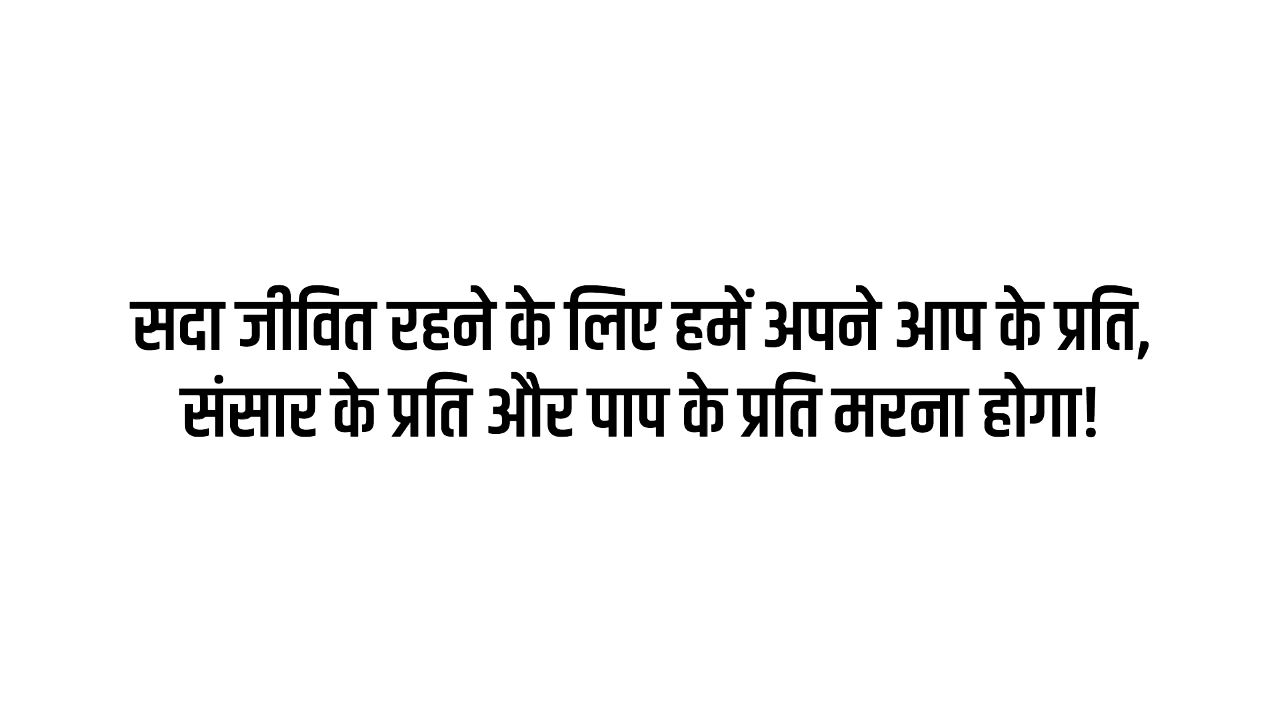 सदा जीवित रहने के लिए हमें अपने आप के प्रति,
संसार के प्रति और पाप के प्रति मरना होगा!